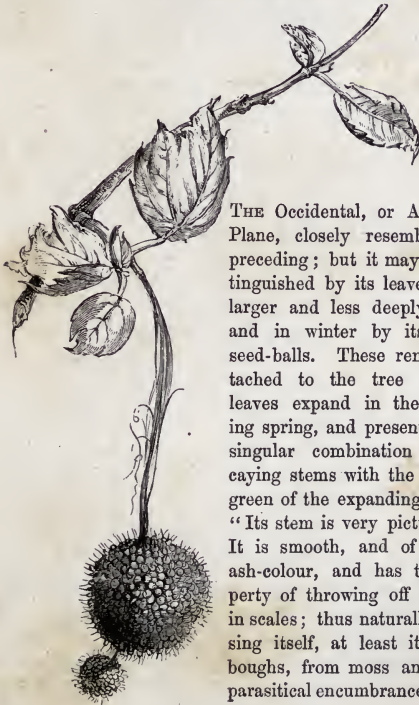 THE Occidental, or A
Plane, closely resemb
preceding; but it may
tinguished by its leave
larger and less deeply
and in winter by its
seed-balls. These rem
tached to the tree
leaves expand in the
ing spring, and present
singular combination
caying stems with the
green of the expanding
“Its stem is very pict
It is smooth, and of
ash-colour, and has t
perty of throwing off
in scales; thus naturall
sing itself, at least it
boughs, from moss an
parasitical encumbrance